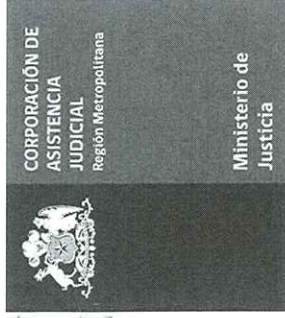 CORPORACIÓN DE
ASISTENCIA
JUDICIAL
Región Metropolitana
Ministerio de
Justicia